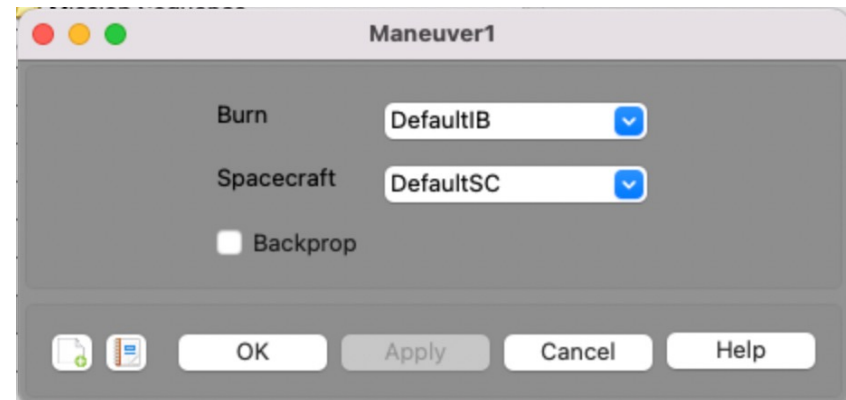 Maneuver1
Burn
DefaultIB
Spacecraft
DefaultSC
Backprop
OK
Apply
Cancel
Help